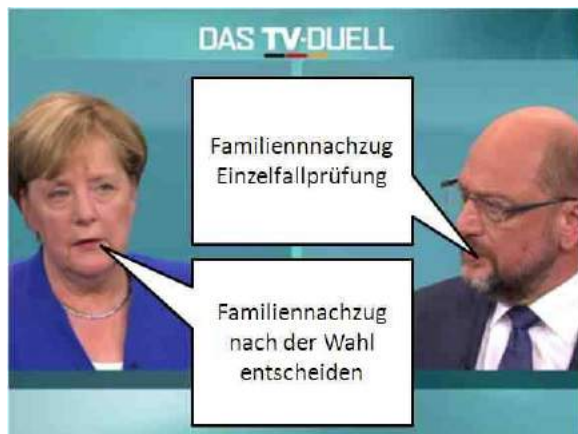 DAS TV-DUELL
Familiennnachzug
Einzelfallprüfung
Familiennachzug
nach der Wahl
entscheiden